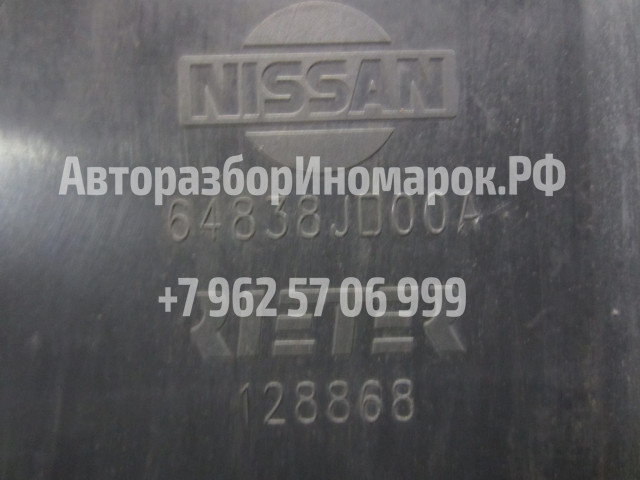 NISSAN
АвторазборИномарок.РФ
64838JD00A
+7 962 57 06 999
RIETER
128868